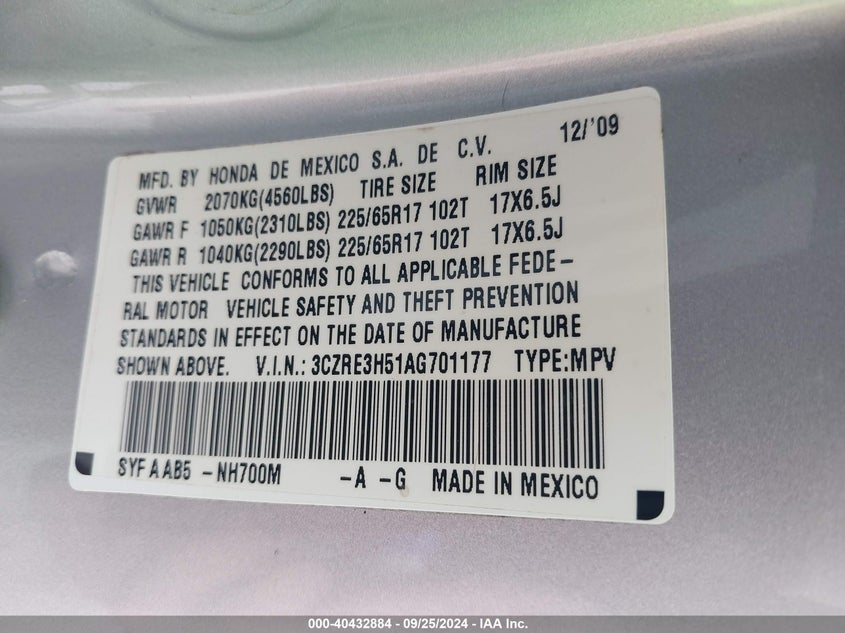 MFD. BY HONDA DE MEXICO S.A. DE C.V. 12/'09
GVWR 2070KG(4560LBS) TIRE SIZE RIM SIZE
GAWR F 1050KG(2310LBS) 225/65R17 102T 17X6.5J
GAWR R 1040KG(2290LBS) 225/65R17 102T 17X6.5J
THIS VEHICLE CONFORMS TO ALL APPLICABLE FEDE-
RAL MOTOR VEHICLE SAFETY AND THEFT PREVENTION
STANDARDS IN EFFECT ON THE DATE OF MANUFACTURE
SHOWN ABOVE. V.I.N.: 3CZRE3H51AG701177 TYPE:MPV
SYF A AB5 -NH700M -A -G MADE IN MEXICO
000-40432884 - 09/25/2024 - IAA Inc.